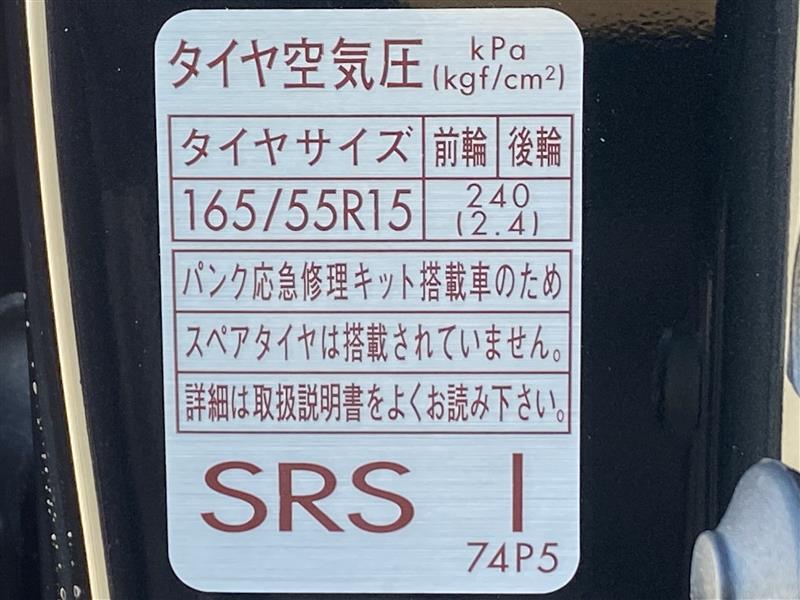 タイヤ空気圧 kPa
(kgf/cm²)
タイヤサイズ 前輪 後輪
165/55R15 240
(2.4)
パンク応急修理キット搭載車のため
スペアタイヤは搭載されていません。
詳細は取扱説明書をよくお読み下さい。
SRS I
74P5